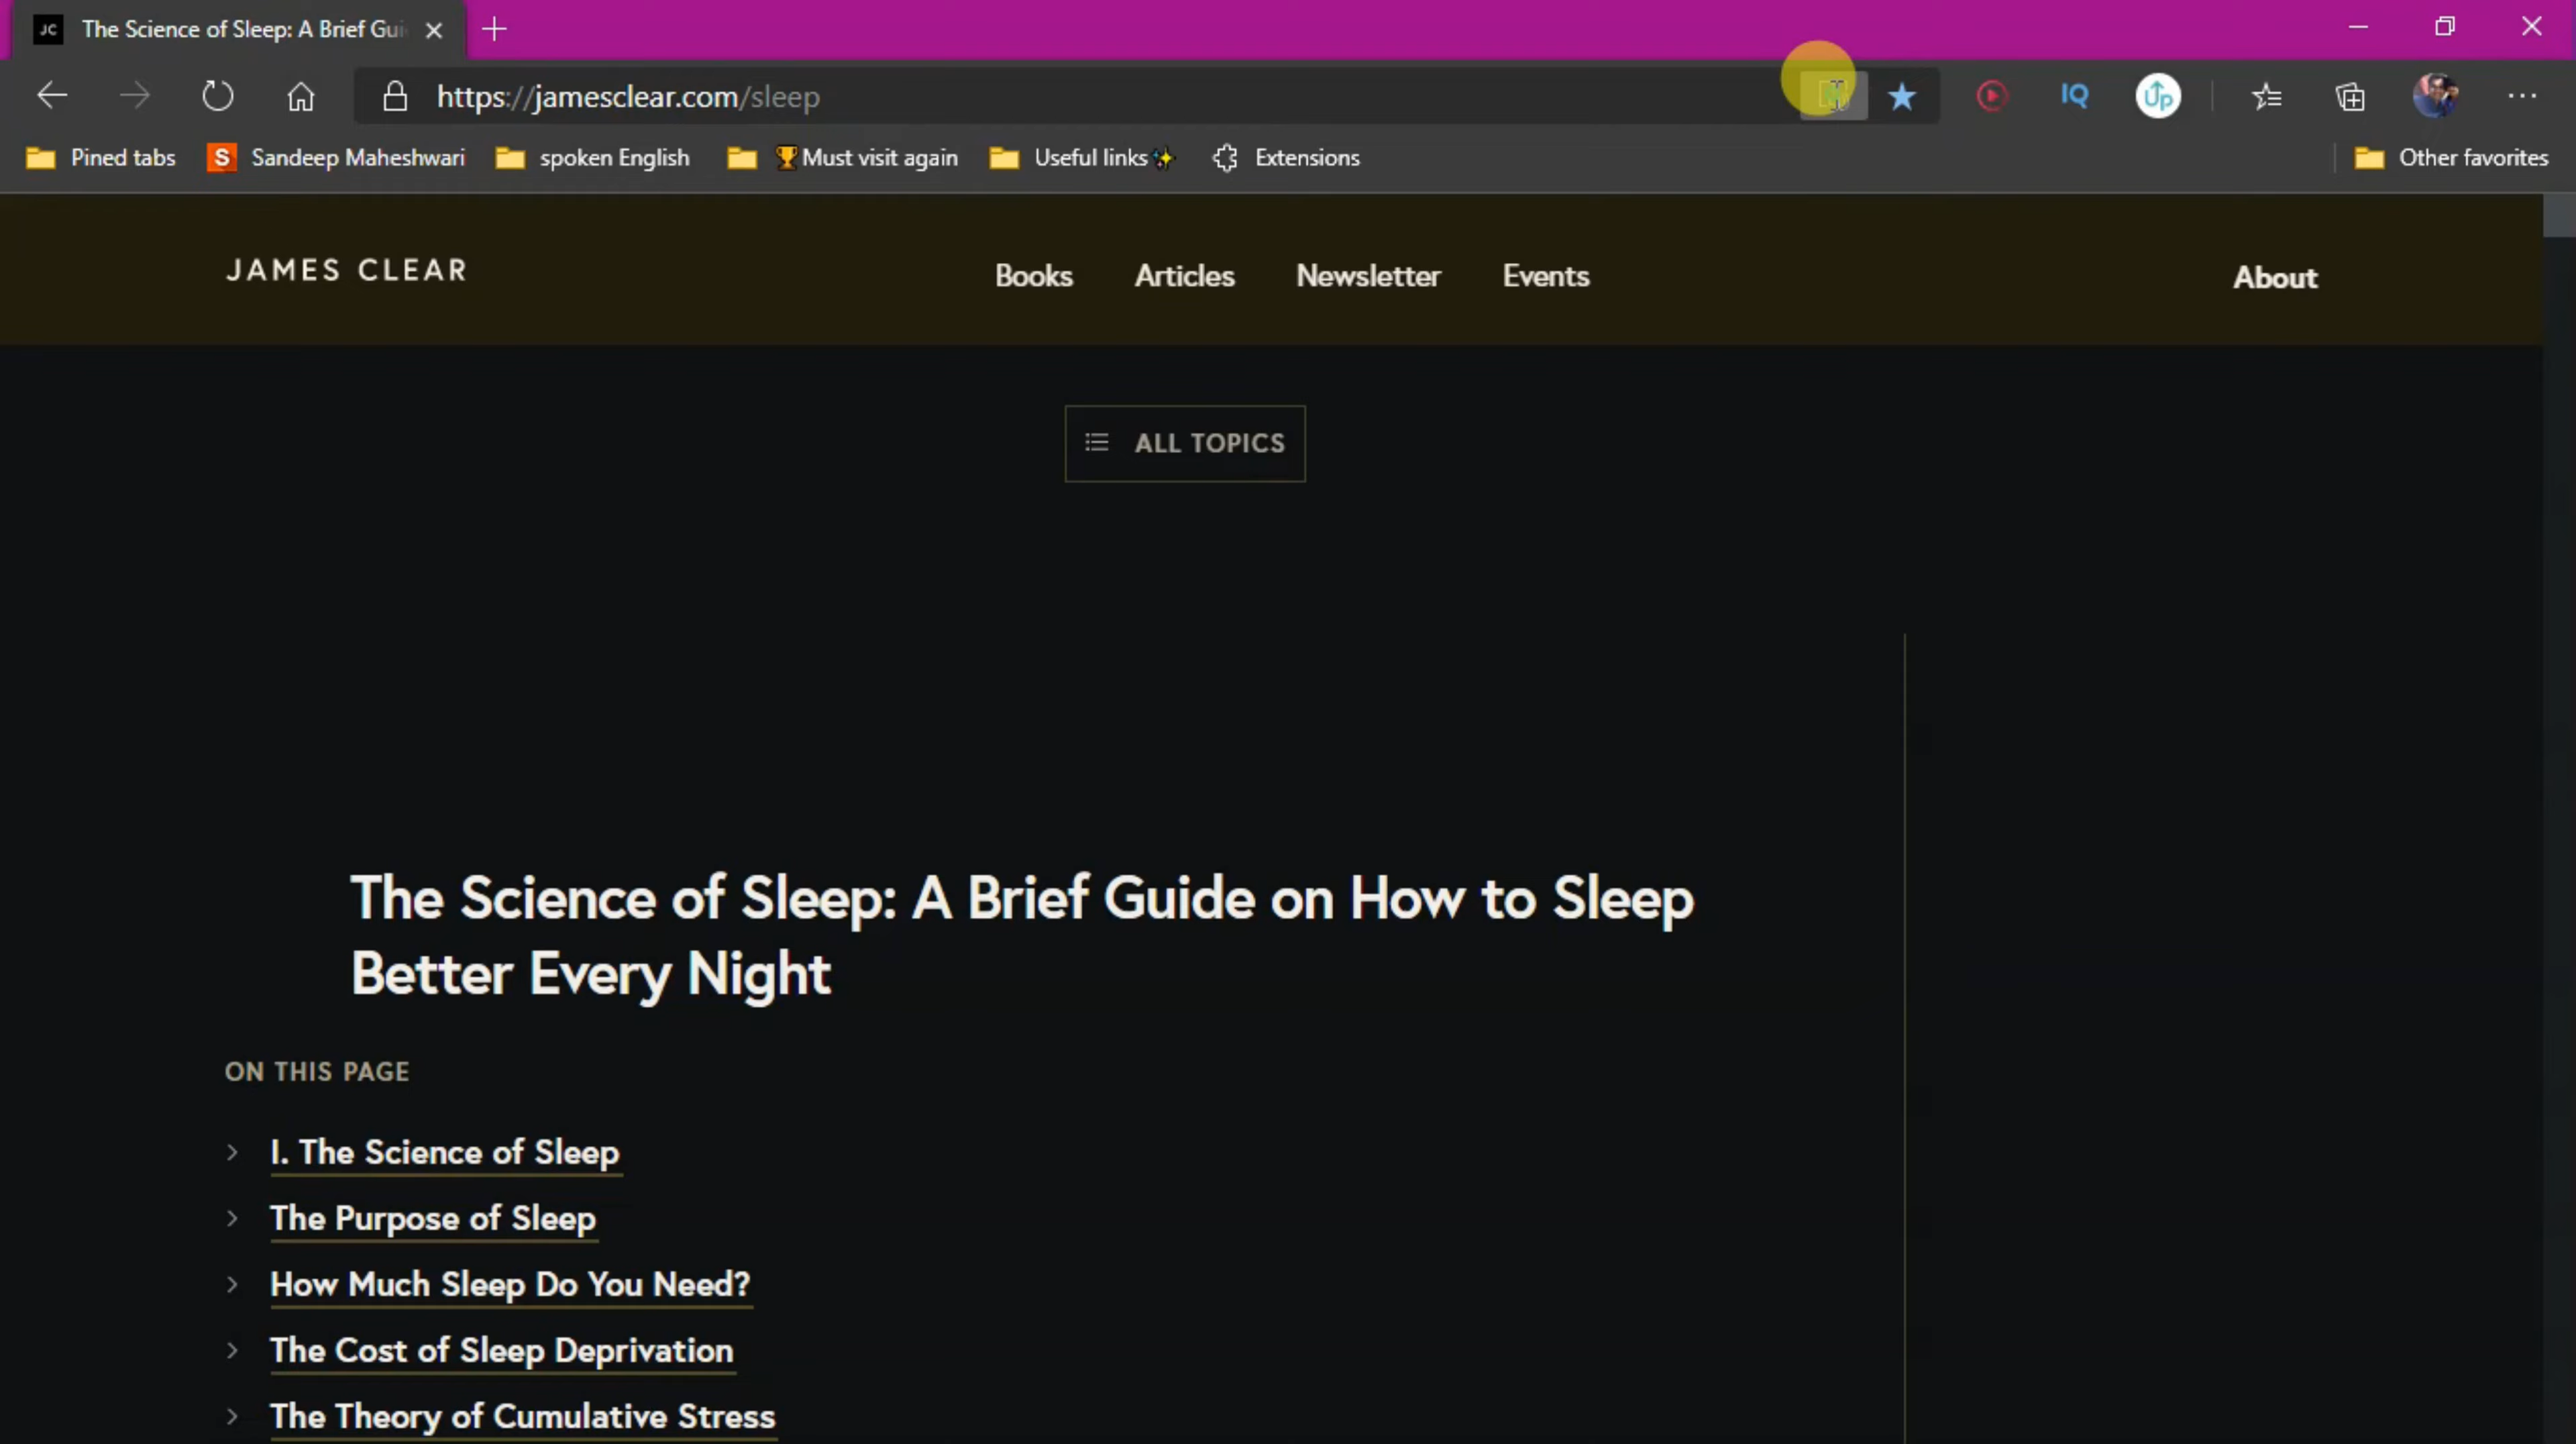 JC The Science of Sleep: A Brief Gui
https://jamesclear.com/sleep
IQ
Up
Pined tabs
S Sandeep Maheshwari
spoken English
🏆Must visit again
Useful links✨
Extensions
Other favorites
JAMES CLEAR
Books
Articles
Newsletter
Events
About
ALL TOPICS
The Science of Sleep: A Brief Guide on How to Sleep
Better Every Night
ON THIS PAGE
I. The Science of Sleep
The Purpose of Sleep
How Much Sleep Do You Need?
The Cost of Sleep Deprivation
The Theory of Cumulative Stress